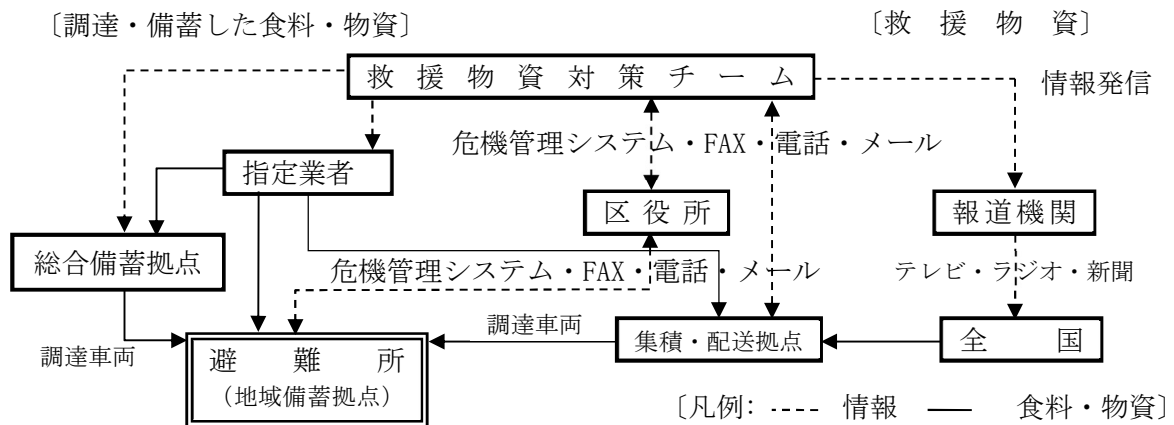 〔調達・備蓄した食料・物資〕
〔救　援　物　資〕
救　援　物　資　対　策　チ　ー　ム
情報発信
危機管理システム・FAX・電話・メール
指定業者
区 役 所
報道機関
総合備蓄拠点
危機管理システム・FAX・電話・メール
テレビ・ラジオ・新聞
調達車両
集積・配送拠点
全　　国
調達車両
避　難　所
（地域備蓄拠点）
〔凡例: ---- 情報 ── 食料・物資〕